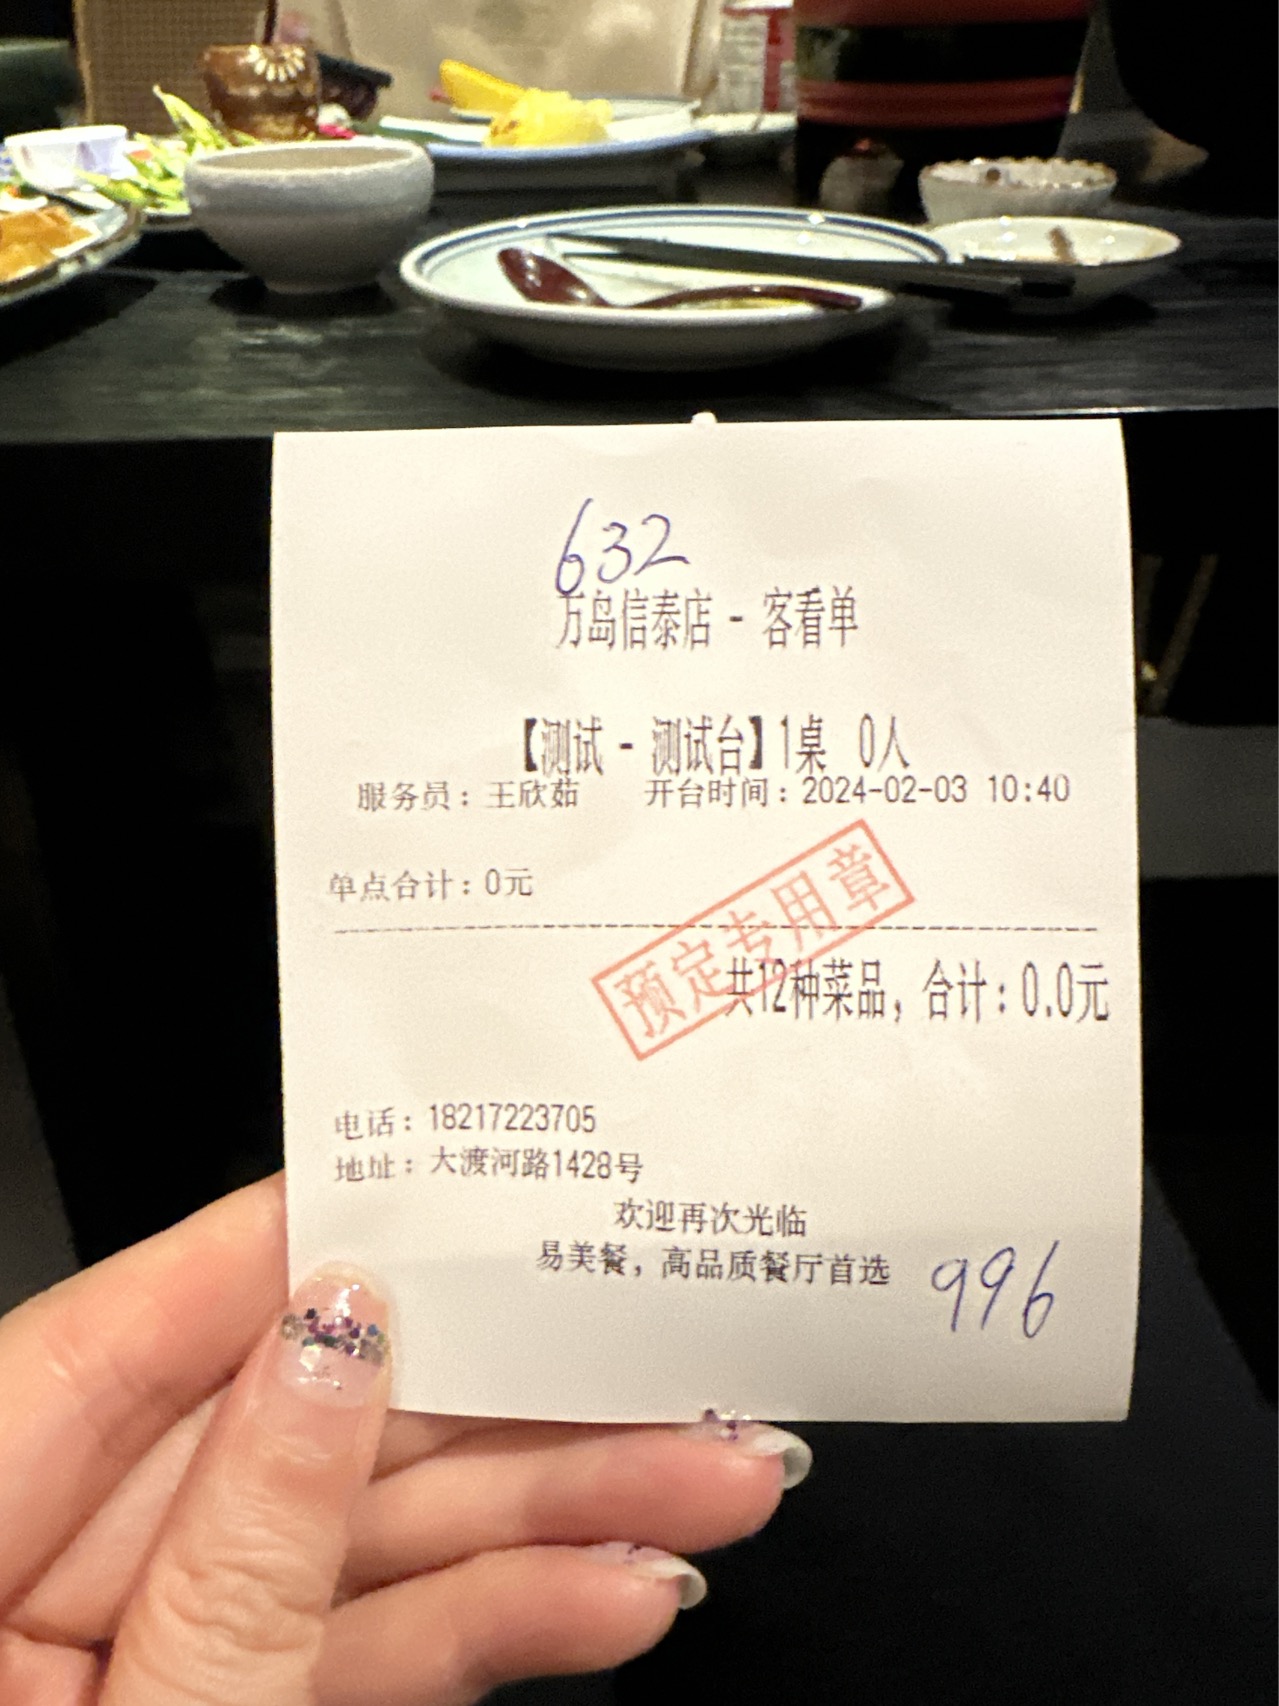 632
万岛信泰店 - 客看单
【测试 - 测试台】1桌 0人
服务员：王欣茹 开台时间：2024-02-03 10:40
单点合计：0元
预定专用章
共12种菜品，合计：0.0元
电话：18217223705
地址：大渡河路1428号
欢迎再次光临
易美餐，高品质餐厅首选
996